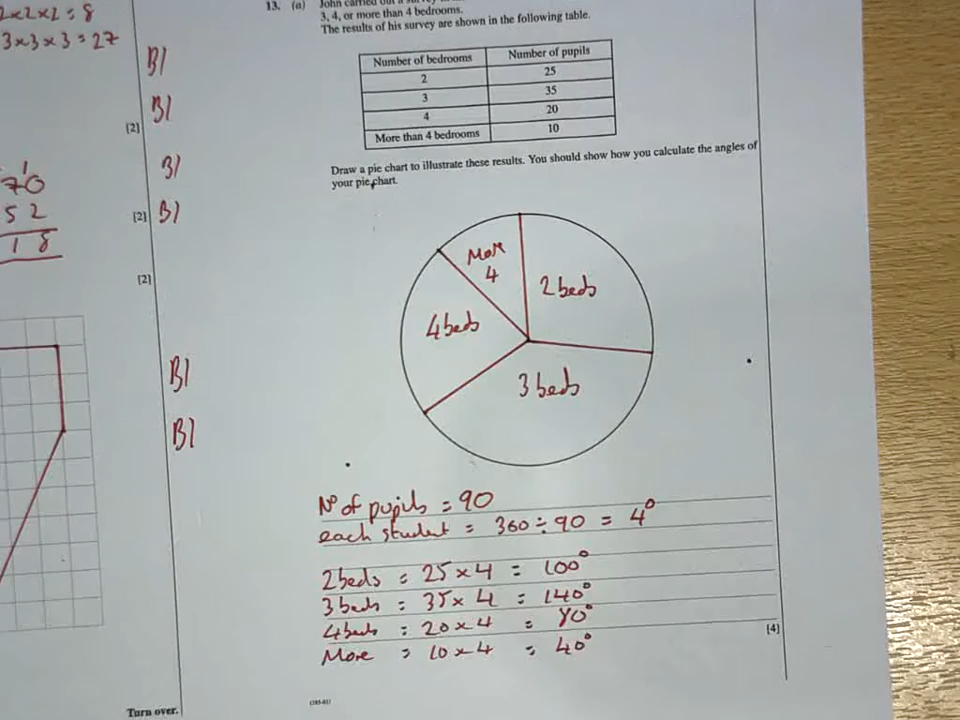 2×2×2 = 8
3×3×3 = 27
B1
B1
[2]
B1
70
52
18
[2] B1
[2]
B1
B1
Turn over.
13. (a) John carried out a survey
3, 4, or more than 4 bedrooms.
The results of his survey are shown in the following table.
Number of bedrooms Number of pupils
2 25
3 35
4 20
More than 4 bedrooms 10
Draw a pie chart to illustrate these results. You should show how you calculate the angles of
your pie chart.
More
4
2 beds
4 beds
3 beds
Nº of pupils = 90
each student = 360 ÷ 90 = 4°
2 beds = 25 × 4 = 100°
3 beds = 35 × 4 = 140°
4 beds = 20 × 4 = 80°
More = 10 × 4 = 40°
[4]